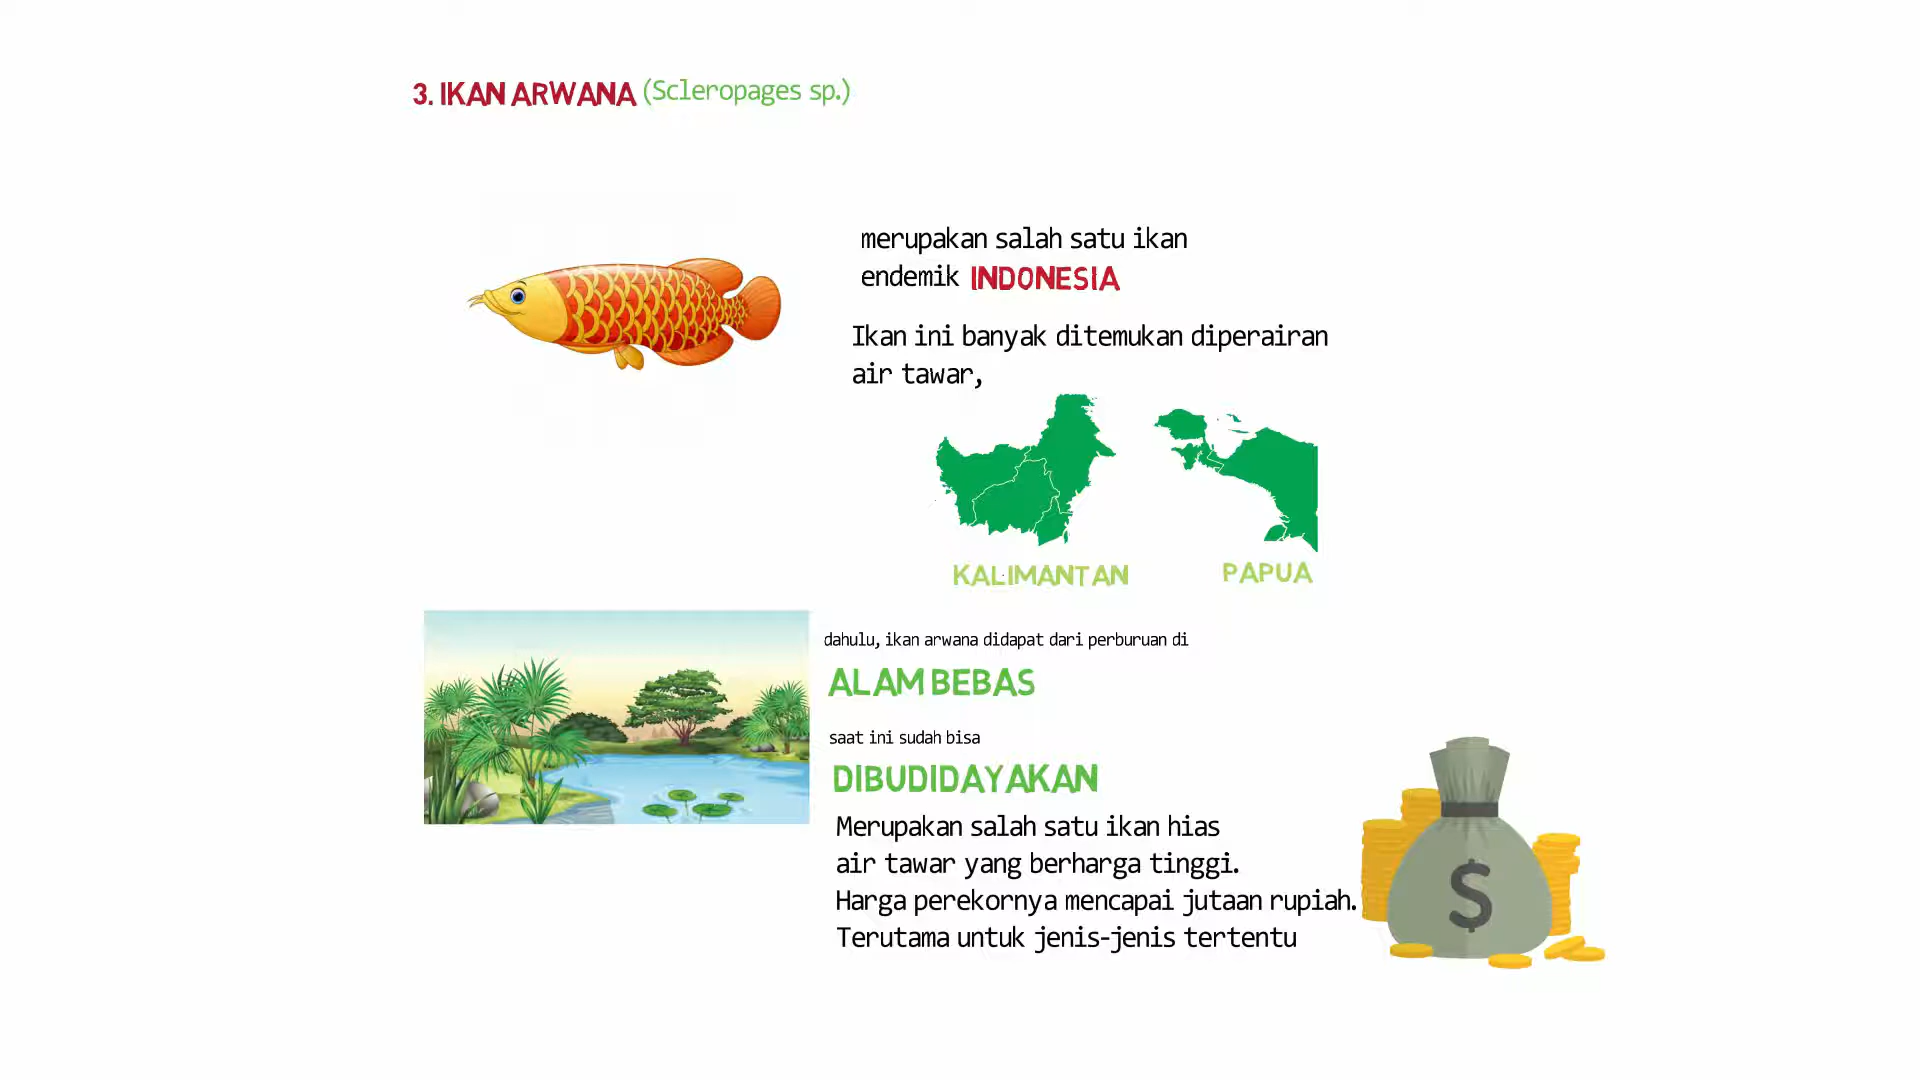 3. IKAN ARWANA (Scleropages sp.)
merupakan salah satu ikan
endemik INDONESIA
Ikan ini banyak ditemukan diperairan
air tawar,
KALIMANTAN
PAPUA
dahulu, ikan arwana didapat dari perburuan di
ALAM BEBAS
saat ini sudah bisa
DIBUDIDAYAKAN
Merupakan salah satu ikan hias
air tawar yang berharga tinggi.
Harga perekornya mencapai jutaan rupiah.
Terutama untuk jenis-jenis tertentu
$